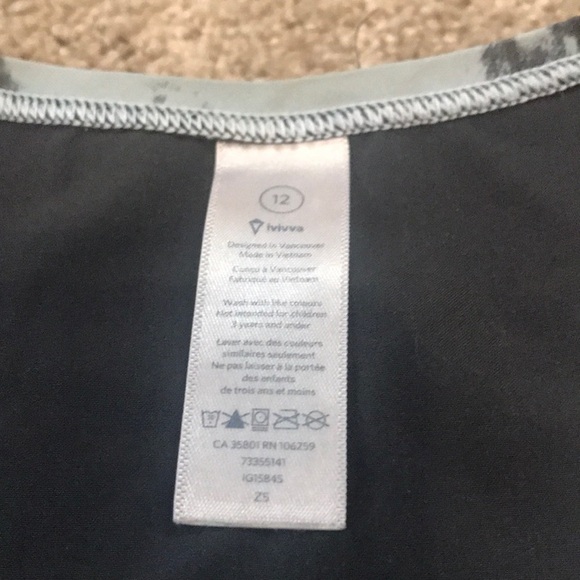 12
ivivva
Designed in Vancouver
Made in Vietnam
Conçu à Vancouver
Fabriqué au Vietnam
Wash with like colours
Not intended for children
3 years and under
Laver avec des couleurs
similaires seulement
Ne pas laisser à la portée
des enfants
de trois ans et moins
CA 35801 RN 106259
73355141
IG1584S
ZS